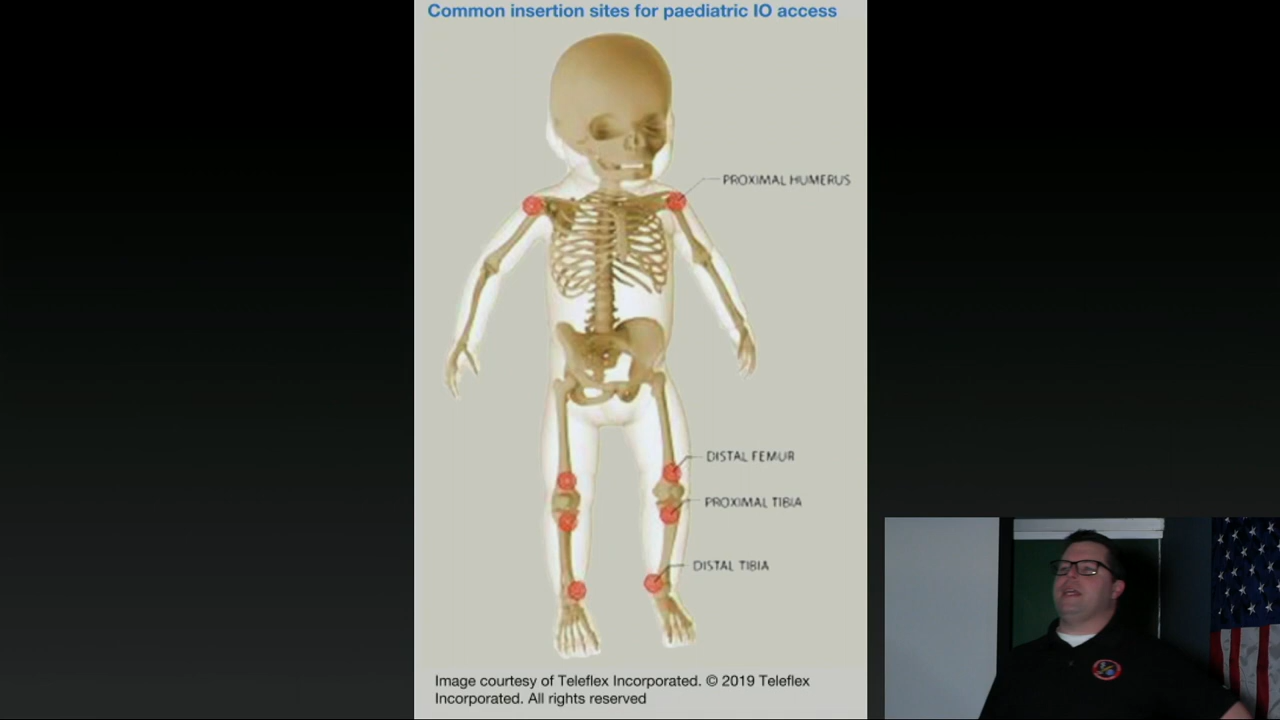 Common insertion sites for paediatric IO access
PROXIMAL HUMERUS
DISTAL FEMUR
PROXIMAL TIBIA
DISTAL TIBIA
Image courtesy of Teleflex Incorporated. © 2019 Teleflex
Incorporated. All rights reserved